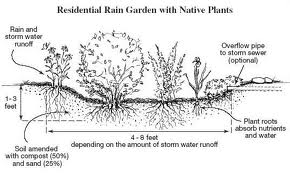 Residential Rain Garden with Native Plants
Rain and
storm water
runoff
Overflow pipe
to storm sewer
(optional)
1-3
feet
4 - 8 feet
depending on the amount of storm water runoff
Plant roots
absorb nutrients
and water
Soil amended
with compost (50%)
and sand (25%)